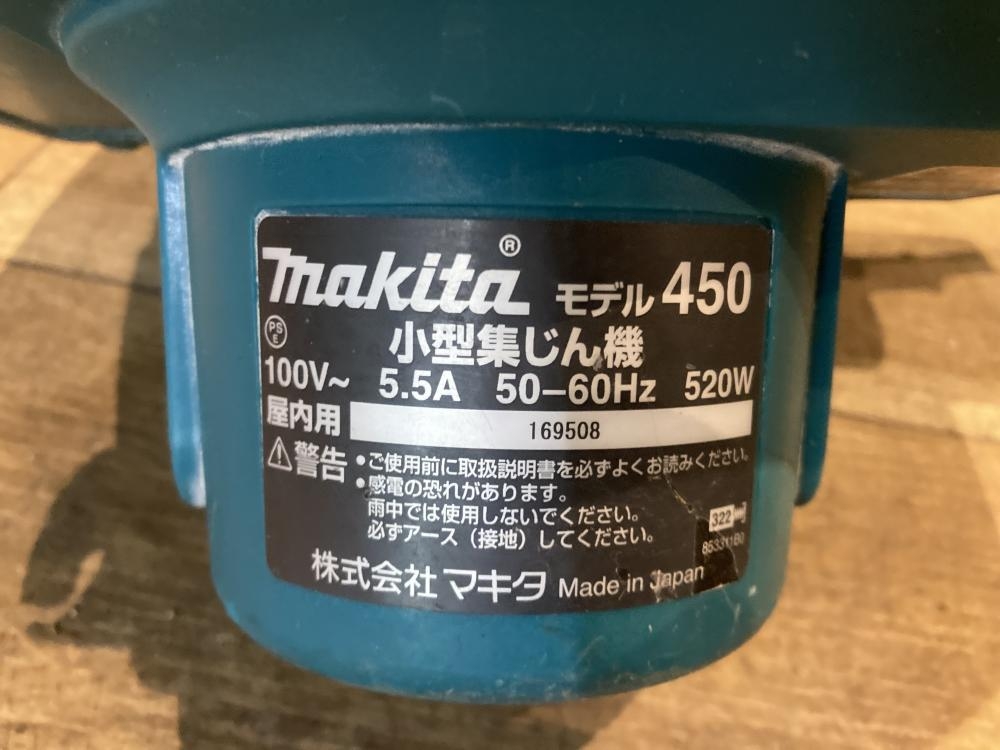 makita ® モデル 450
PS E
小型集じん機
100V~ 5.5A 50-60Hz 520W
屋内用 169508
⚠警告 •ご使用前に取扱説明書を必ずよくお読みください。
•感電の恐れがあります。
雨中では使用しないでください。
必ずアース（接地）してください。
322
853311B0
株式会社 マキタ Made in Japan